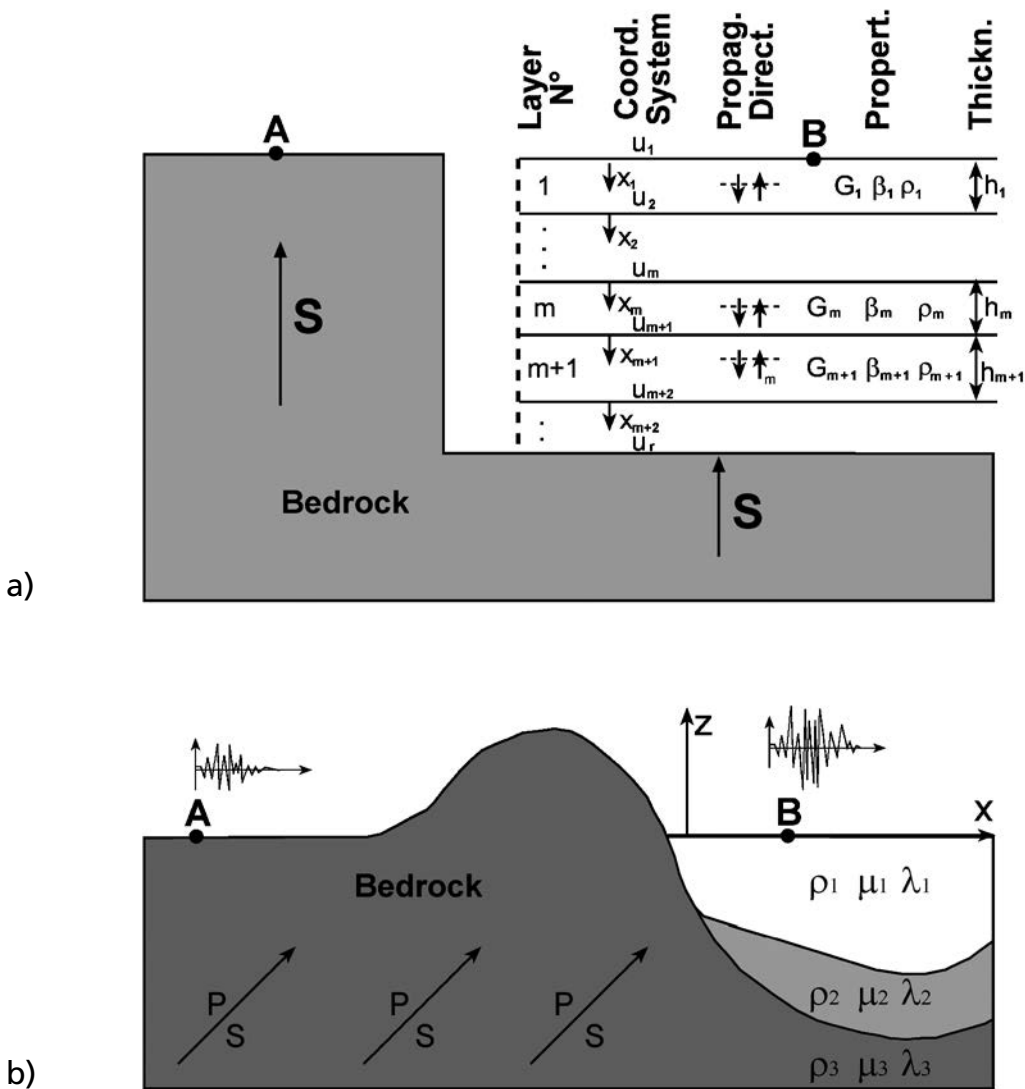 Layer N° Coord. System Propag. Direct. Propert. Thickn.
A
B
u₁
1 x₁ G₁ β₁ ρ₁ h₁
u₂
x₂
uₘ
m xₘ Gₘ βₘ ρₘ hₘ
uₘ₊₁
m+1 xₘ₊₁ m Gₘ₊₁ βₘ₊₁ ρₘ₊₁ hₘ₊₁
uₘ₊₂
xₘ₊₂
uᵣ
S
Bedrock
S
a)
A
Z
B
X
Bedrock
ρ₁ μ₁ λ₁
P S P S P S
ρ₂ μ₂ λ₂
ρ₃ μ₃ λ₃
b)